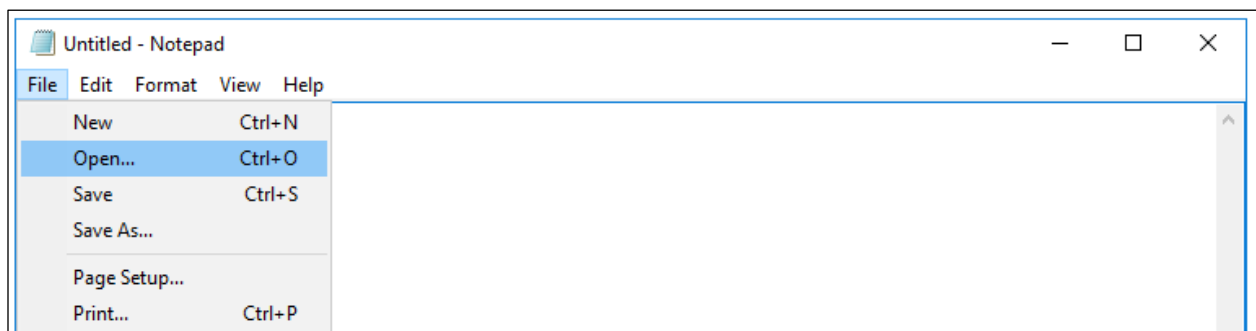 Untitled - Notepad
File Edit Format View Help
New Ctrl+N
Open... Ctrl+O
Save Ctrl+S
Save As...
Page Setup...
Print... Ctrl+P